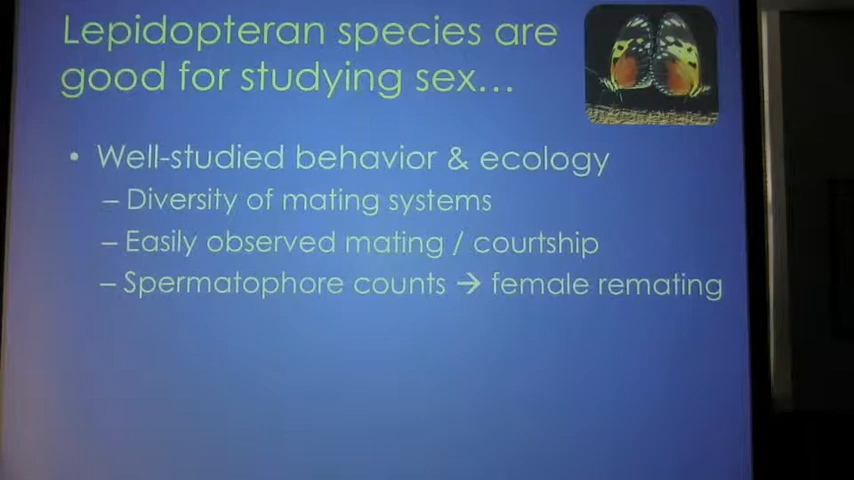 Lepidopteran species are
good for studying sex…
• Well-studied behavior & ecology
– Diversity of mating systems
– Easily observed mating / courtship
– Spermatophore counts → female remating